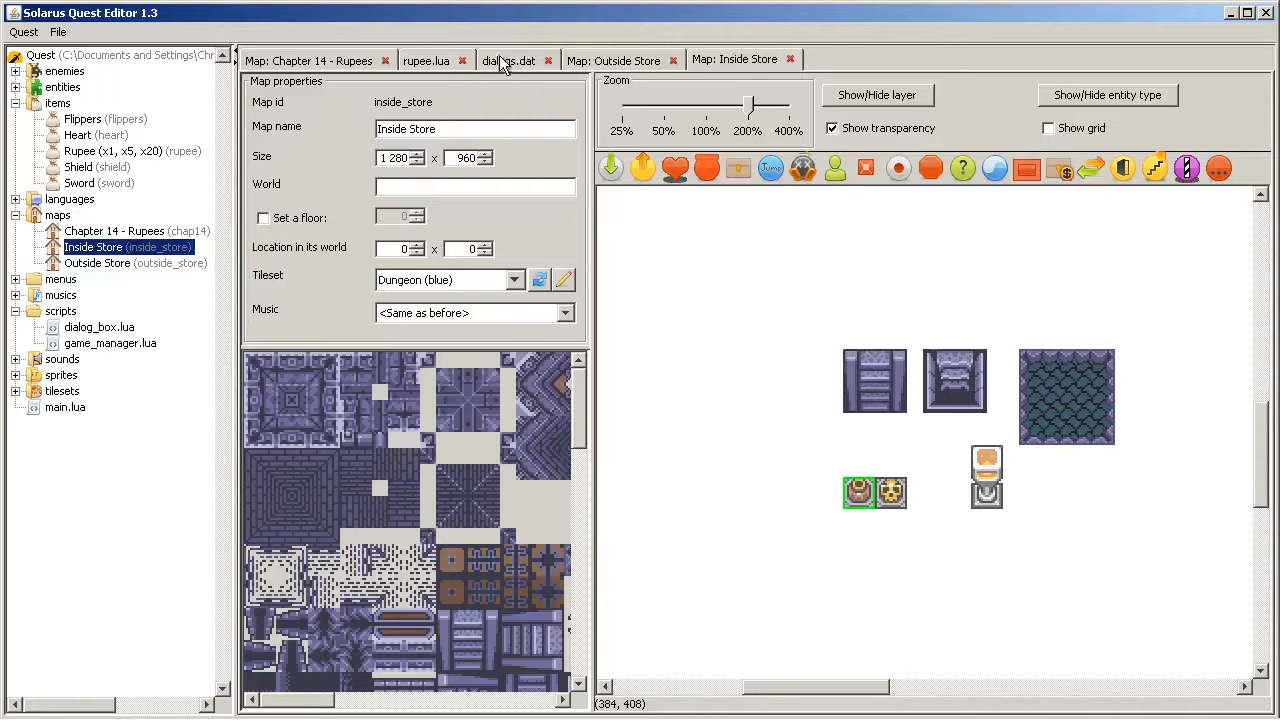 Solarus Quest Editor 1.3
Quest File
Quest (C:\Documents and Settings\Chr
enemies
entities
items
Flippers (flippers)
Heart (heart)
Rupee (x1, x5, x20) (rupee)
Shield (shield)
Sword (sword)
languages
maps
Chapter 14 - Rupees (chap14)
Inside Store (inside_store)
Outside Store (outside_store)
menus
musics
scripts
dialog_box.lua
game_manager.lua
sounds
sprites
tilesets
main.lua
Map: Chapter 14 - Rupees rupee.lua dialogs.dat Map: Outside Store Map: Inside Store
Map properties
Map id inside_store
Map name Inside Store
Size 1 280 x 960
World
Set a floor: 0
Location in its world 0 x 0
Tileset Dungeon (blue)
Music <Same as before>
Zoom
25% 50% 100% 200% 400%
Show/Hide layer
Show transparency
Show/Hide entity type
Show grid
Jump
?
$
...
(384, 408)